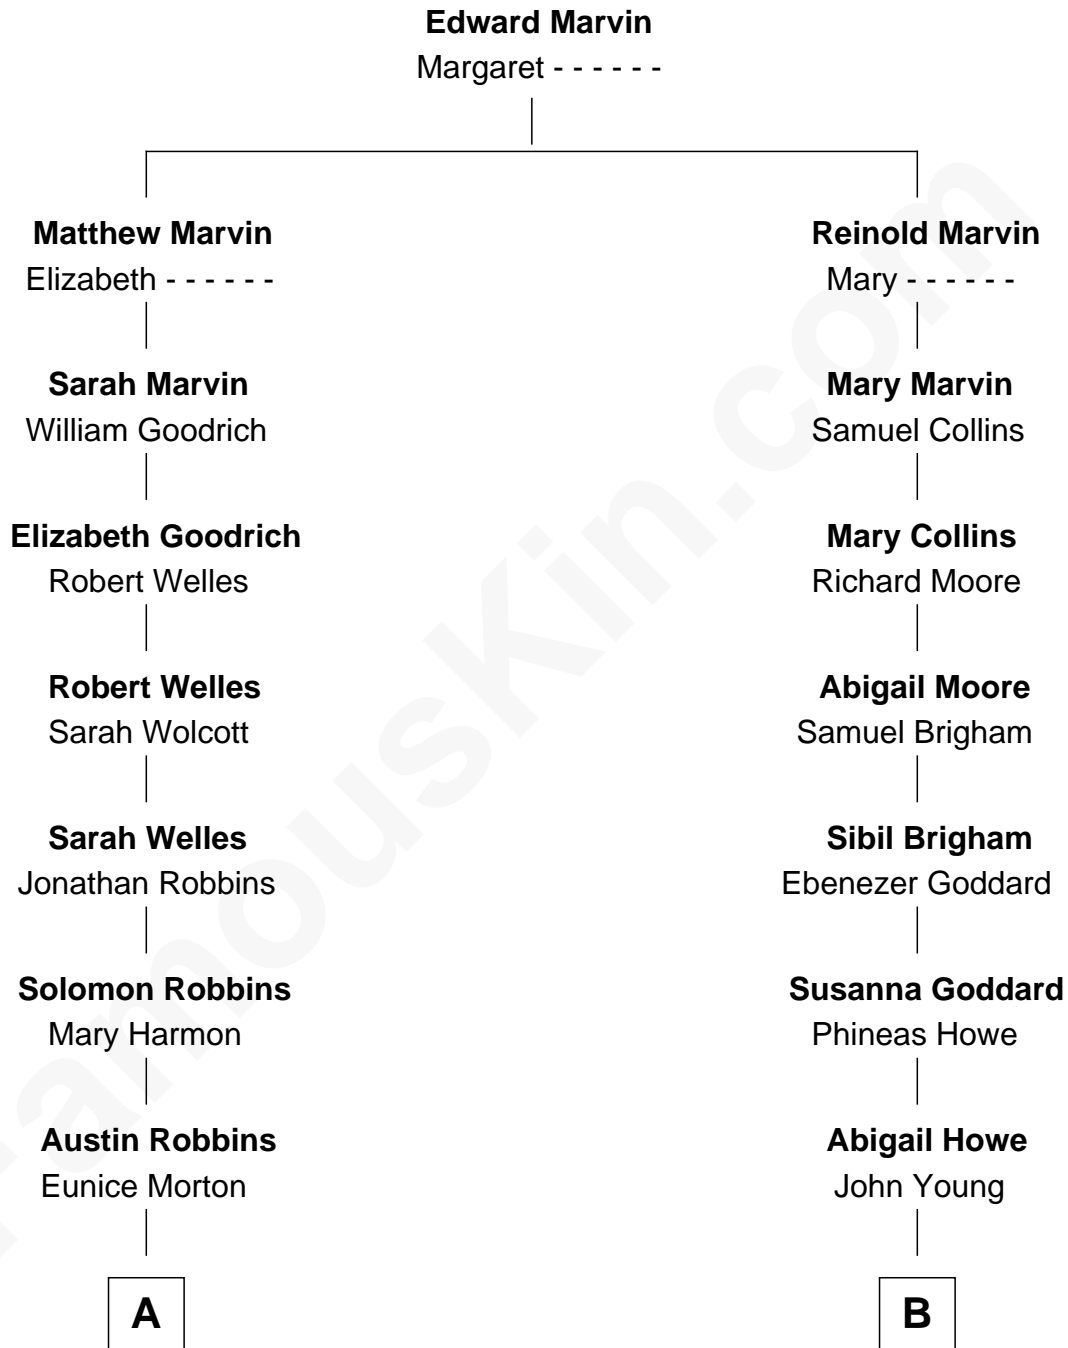 Edward Marvin
Margaret - - - - - -
Matthew Marvin
Elizabeth - - - - - -
Reinold Marvin
Mary - - - - - -
Sarah Marvin
William Goodrich
Mary Marvin
Samuel Collins
Elizabeth Goodrich
Robert Welles
Mary Collins
Richard Moore
Robert Welles
Sarah Wolcott
Abigail Moore
Samuel Brigham
Sarah Welles
Jonathan Robbins
Sibil Brigham
Ebenezer Goddard
Solomon Robbins
Mary Harmon
Susanna Goddard
Phineas Howe
Austin Robbins
Eunice Morton
Abigail Howe
John Young
A
B
FamousKin.com